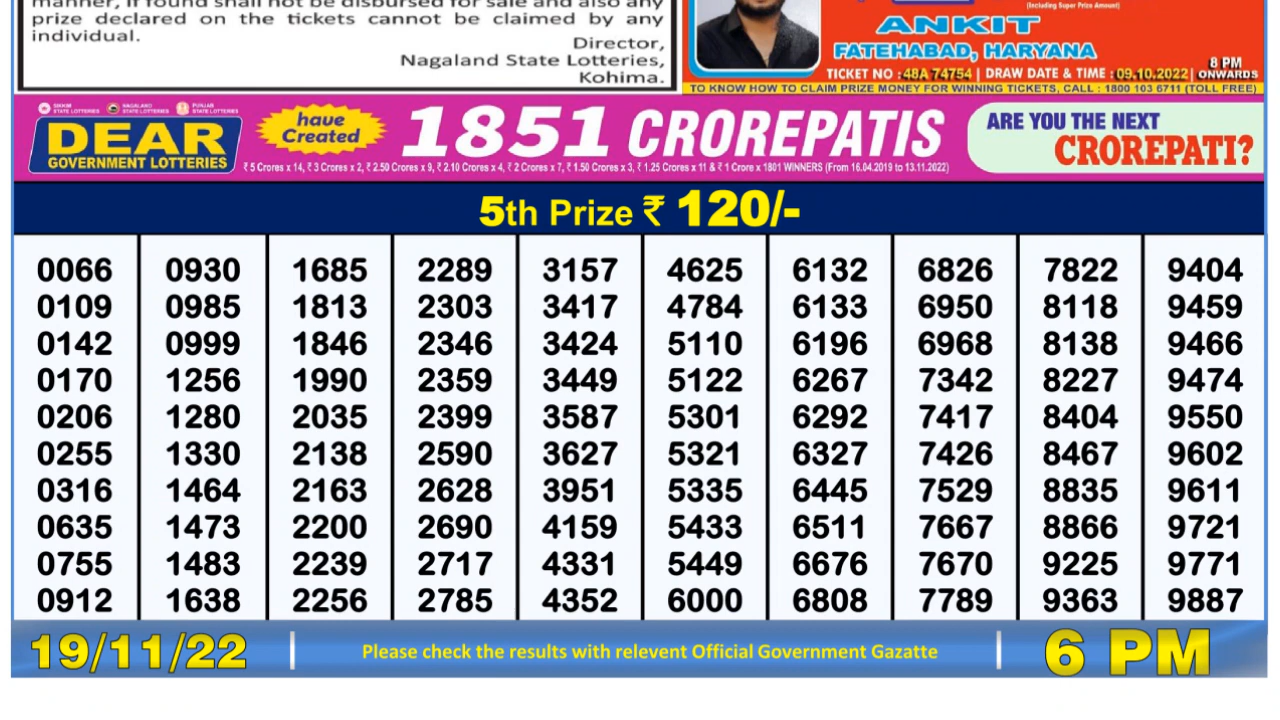 manner, if found shall not be disbursed for sale and also any
prize declared on the tickets cannot be claimed by any
individual.
Director,
Nagaland State Lotteries,
Kohima.
(Including Super Prize Amount)
ANKIT
FATEHABAD, HARYANA
TICKET NO :48A 74754 | DRAW DATE & TIME : 09.10.2022| 8 PM ONWARDS
TO KNOW HOW TO CLAIM PRIZE MONEY FOR WINNING TICKETS, CALL : 1800 103 6711 (TOLL FREE)
SIKKIM STATE LOTTERIES NAGALAND STATE LOTTERIES PUNJAB STATE LOTTERIES
DEAR
GOVERNMENT LOTTERIES
have
Created
1851 CROREPATIS
₹ 5 Crores x 14, ₹ 3 Crores x 2, ₹ 2.50 Crores x 9, ₹ 2.10 Crores x 4, ₹ 2 Crores x 7, ₹ 1.50 Crores x 3, ₹ 1.25 Crores x 11 & ₹ 1 Crore x 1801 WINNERS (From 16.04.2019 to 13.11.2022)
ARE YOU THE NEXT
CROREPATI?
5th Prize ₹ 120/-
0066 0930 1685 2289 3157 4625 6132 6826 7822 9404
0109 0985 1813 2303 3417 4784 6133 6950 8118 9459
0142 0999 1846 2346 3424 5110 6196 6968 8138 9466
0170 1256 1990 2359 3449 5122 6267 7342 8227 9474
0206 1280 2035 2399 3587 5301 6292 7417 8404 9550
0255 1330 2138 2590 3627 5321 6327 7426 8467 9602
0316 1464 2163 2628 3951 5335 6445 7529 8835 9611
0635 1473 2200 2690 4159 5433 6511 7667 8866 9721
0755 1483 2239 2717 4331 5449 6676 7670 9225 9771
0912 1638 2256 2785 4352 6000 6808 7789 9363 9887
19/11/22 | Please check the results with relevent Official Government Gazatte | 6 PM